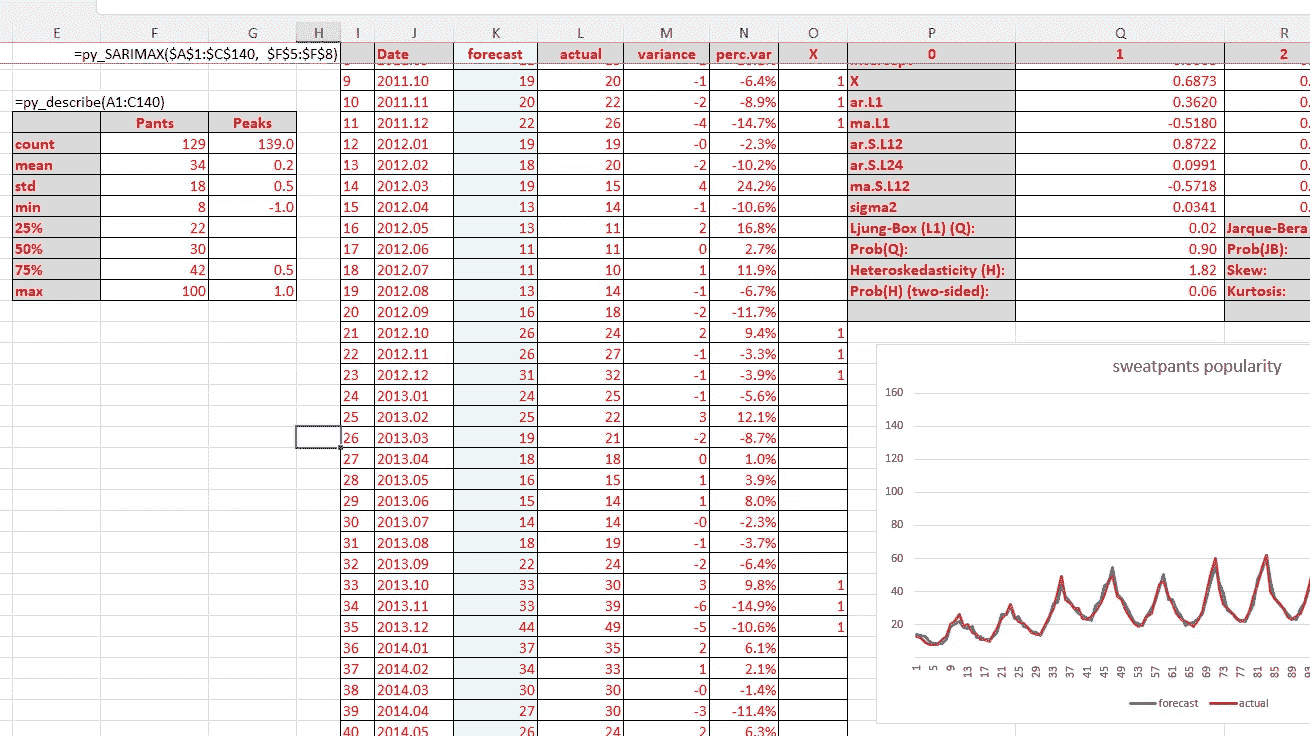 E F G H I J K L M N O P Q R
=py_SARIMAX($A$1:$C$140, $F$5:$F$8) Date forecast actual variance perc.var X 0 1 2
9 2011.10 19 20 -1 -6.4% 1 X 0.6873 0.
=py_describe(A1:C140) 10 2011.11 20 22 -2 -8.9% 1 ar.L1 0.3620 0.
Pants Peaks 11 2011.12 22 26 -4 -14.7% 1 ma.L1 -0.5180 0.
count 129 139.0 12 2012.01 19 19 -0 -2.3% ar.S.L12 0.8722 0.
mean 34 0.2 13 2012.02 18 20 -2 -10.2% ar.S.L24 0.0991 0.
std 18 0.5 14 2012.03 19 15 4 24.2% ma.S.L12 -0.5718 0.
min 8 -1.0 15 2012.04 13 14 -1 -10.6% sigma2 0.0341 0.
25% 22 16 2012.05 13 11 2 16.8% Ljung-Box (L1) (Q): 0.02 Jarque-Bera
50% 30 17 2012.06 11 11 0 2.7% Prob(Q): 0.90 Prob(JB):
75% 42 0.5 18 2012.07 11 10 1 11.9% Heteroskedasticity (H): 1.82 Skew:
max 100 1.0 19 2012.08 13 14 -1 -6.7% Prob(H) (two-sided): 0.06 Kurtosis:
20 2012.09 16 18 -2 -11.7%
21 2012.10 26 24 2 9.4% 1
22 2012.11 26 27 -1 -3.3% 1
23 2012.12 31 32 -1 -3.9% 1
24 2013.01 24 25 -1 -5.6%
25 2013.02 25 22 3 12.1%
26 2013.03 19 21 -2 -8.7%
27 2013.04 18 18 0 1.0%
28 2013.05 16 15 1 3.9%
29 2013.06 15 14 1 8.0%
30 2013.07 14 14 -0 -2.3%
31 2013.08 18 19 -1 -3.7%
32 2013.09 22 24 -2 -6.4%
33 2013.10 33 30 3 9.8% 1
34 2013.11 33 39 -6 -14.9% 1
35 2013.12 44 49 -5 -10.6% 1
36 2014.01 37 35 2 6.1%
37 2014.02 34 33 1 2.1%
38 2014.03 30 30 -0 -1.4%
39 2014.04 27 30 -3 -11.4%
40 2014.05 26 24 2 6.3%
sweatpants popularity
160
140
120
100
80
60
40
20
1 5 9 13 17 21 25 29 33 37 41 45 49 53 57 61 65 69 73 77 81 85 89 93
forecast actual